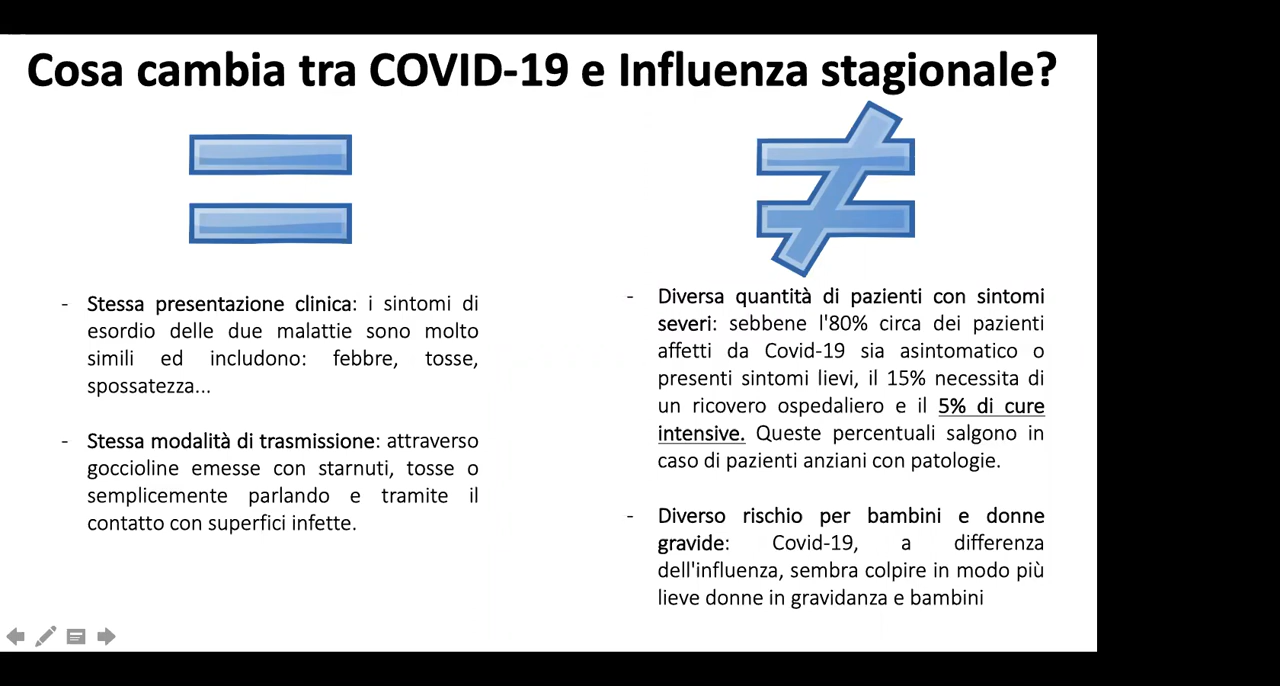 Cosa cambia tra COVID-19 e Influenza stagionale?
- Stessa presentazione clinica: i sintomi di
esordio delle due malattie sono molto
simili ed includono: febbre, tosse,
spossatezza...
- Stessa modalità di trasmissione: attraverso
goccioline emesse con starnuti, tosse o
semplicemente parlando e tramite il
contatto con superfici infette.
- Diversa quantità di pazienti con sintomi
severi: sebbene l'80% circa dei pazienti
affetti da Covid-19 sia asintomatico o
presenti sintomi lievi, il 15% necessita di
un ricovero ospedaliero e il 5% di cure
intensive. Queste percentuali salgono in
caso di pazienti anziani con patologie.
- Diverso rischio per bambini e donne
gravide: Covid-19, a differenza
dell'influenza, sembra colpire in modo più
lieve donne in gravidanza e bambini